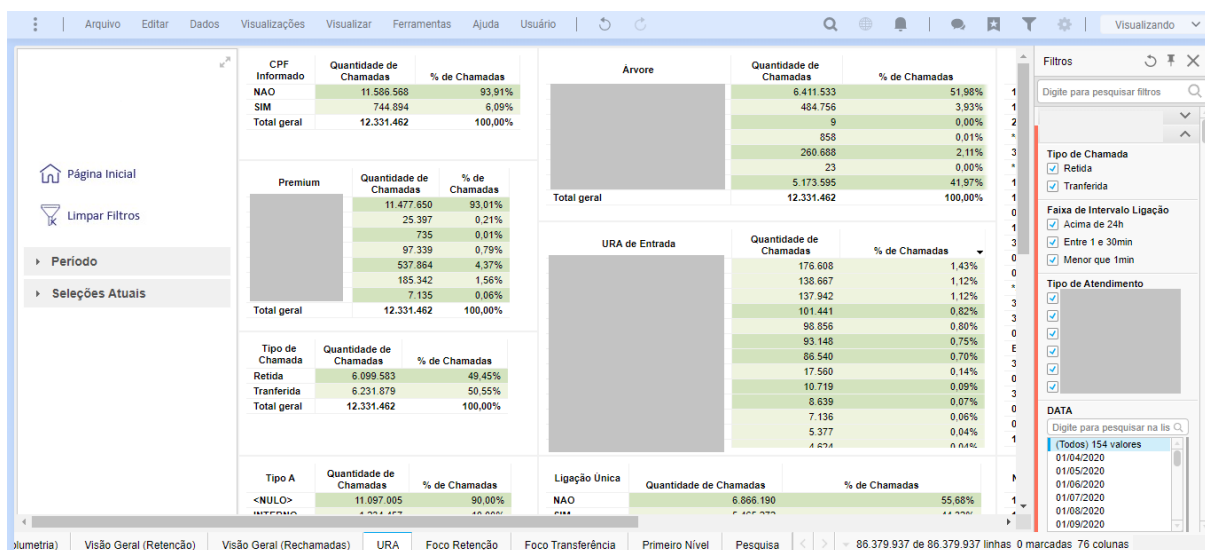 Arquivo Editar Dados Visualizações Visualizar Ferramentas Ajuda Usuário Visualizando
Página Inicial
Limpar Filtros
Período
Seleções Atuais
CPF Informado Quantidade de Chamadas % de Chamadas
NAO 11.586.568 93,91%
SIM 744.894 6,09%
Total geral 12.331.462 100,00%
Premium Quantidade de Chamadas % de Chamadas
11.477.650 93,01%
25.397 0,21%
735 0,01%
97.339 0,79%
537.864 4,37%
185.342 1,56%
7.135 0,06%
Total geral 12.331.462 100,00%
Tipo de Chamada Quantidade de Chamadas % de Chamadas
Retida 6.099.583 49,45%
Tranferida 6.231.879 50,55%
Total geral 12.331.462 100,00%
Tipo A Quantidade de Chamadas % de Chamadas
<NULO> 11.097.005 90,00%
Árvore Quantidade de Chamadas % de Chamadas
6.411.533 51,98%
484.756 3,93%
9 0,00%
858 0,01%
260.688 2,11%
23 0,00%
5.173.595 41,97%
Total geral 12.331.462 100,00%
URA de Entrada Quantidade de Chamadas % de Chamadas
176.608 1,43%
138.667 1,12%
137.942 1,12%
101.441 0,82%
98.856 0,80%
93.148 0,75%
86.540 0,70%
17.560 0,14%
10.719 0,09%
8.639 0,07%
7.136 0,06%
5.377 0,04%
4.624 0,04%
Ligação Única Quantidade de Chamadas % de Chamadas
NAO 6.866.190 55,68%
Filtros
Digite para pesquisar filtros
Tipo de Chamada
Retida
Tranferida
Faixa de Intervalo Ligação
Acima de 24h
Entre 1 e 30min
Menor que 1min
Tipo de Atendimento
DATA
Digite para pesquisar na lis
(Todos) 154 valores
01/04/2020
01/05/2020
01/06/2020
01/07/2020
01/08/2020
01/09/2020
olumetria) Visão Geral (Retenção) Visão Geral (Rechamadas) URA Foco Retenção Foco Transferência Primeiro Nível Pesquisa 86.379.937 de 86.379.937 linhas 0 marcadas 76 colunas